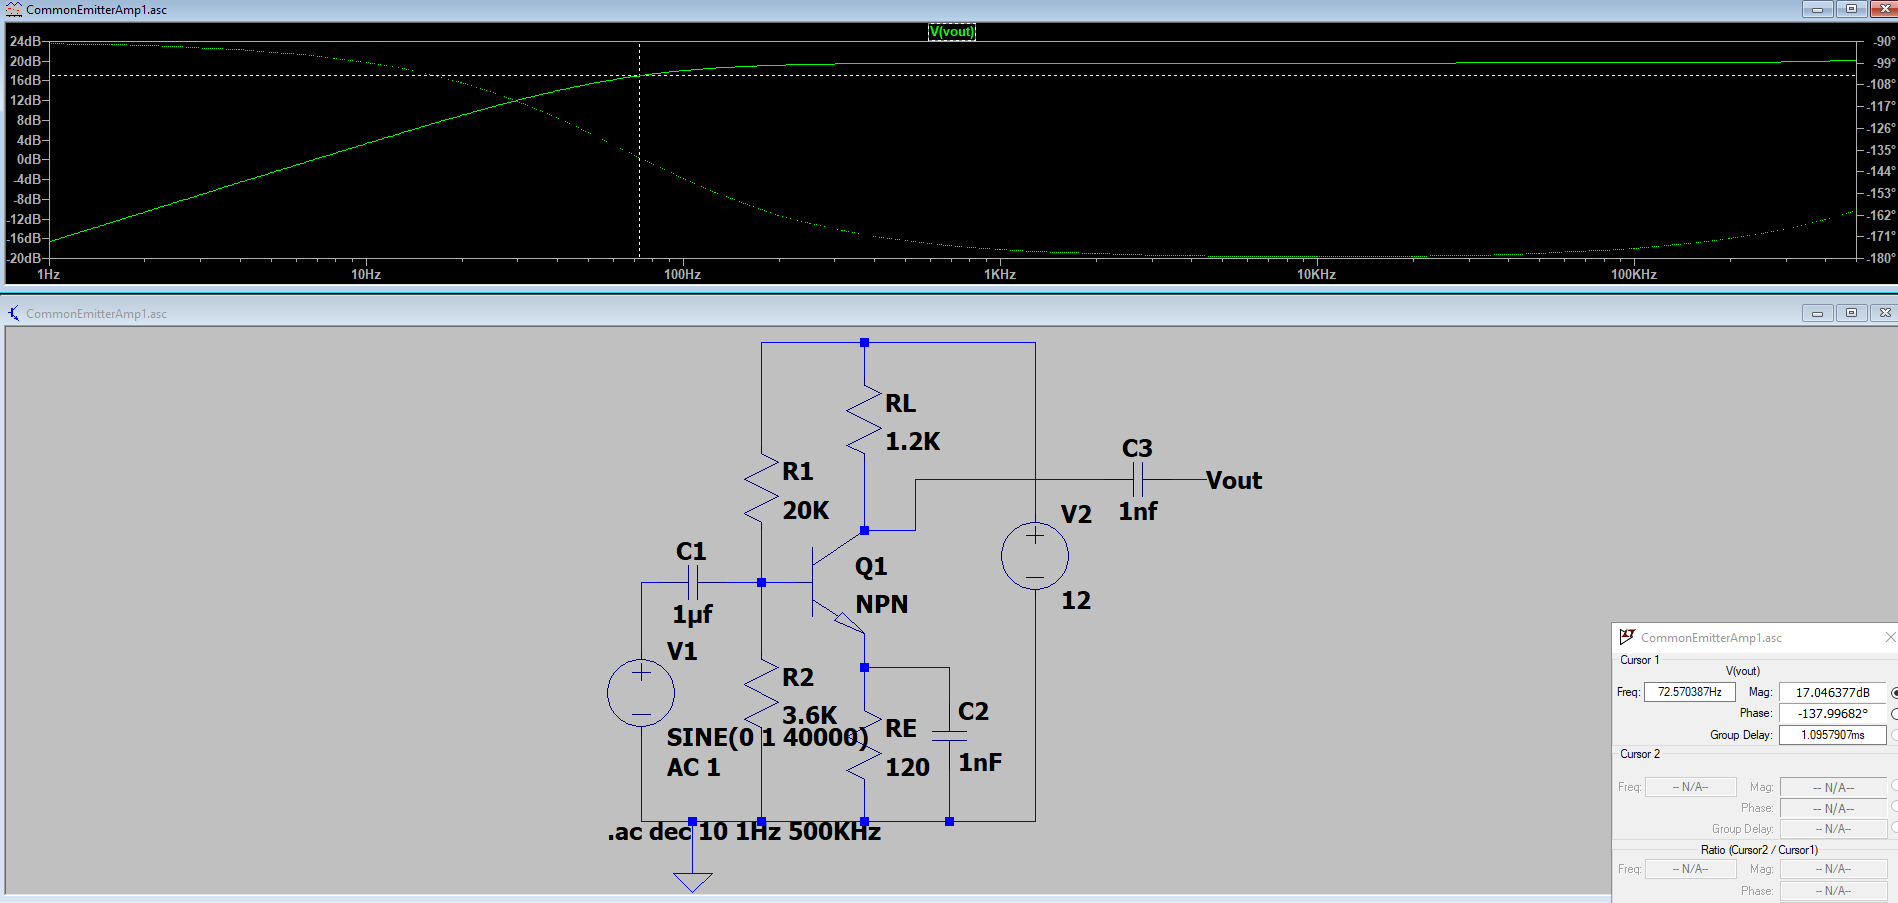 CommonEmitterAmp1.asc
V(vout)
24dB
20dB
16dB
12dB
8dB
4dB
0dB
-4dB
-8dB
-12dB
-16dB
-20dB
-90°
-99°
-108°
-117°
-126°
-135°
-144°
-153°
-162°
-171°
-180°
1Hz 10Hz 100Hz 1KHz 10KHz 100KHz
CommonEmitterAmp1.asc
RL
1.2K
C3
1nf
Vout
R1
20K
V2
12
C1
1µf
Q1
NPN
V1
SINE(0 1 40000)
AC 1
R2
3.6K
RE
120
C2
1nF
.ac dec 10 1Hz 500KHz
CommonEmitterAmp1.asc
Cursor 1
V(vout)
Freq: 72.570387Hz Mag: 17.046377dB
Phase: -137.99682°
Group Delay: 1.0957907ms
Cursor 2
Freq: -- N/A-- Mag: -- N/A--
Phase: -- N/A--
Group Delay: -- N/A--
Ratio (Cursor2 / Cursor1)
Freq: -- N/A-- Mag: -- N/A--
Phase: -- N/A--